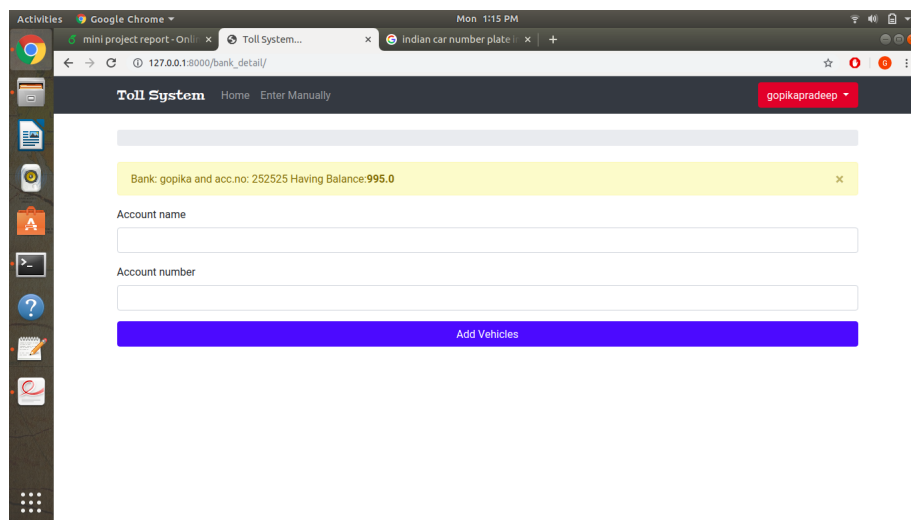 Activities Google Chrome Mon 1:15 PM
mini project report - Onli × Toll System... × indian car number plate i × +
127.0.0.1:8000/bank_detail/ G
Toll System Home Enter Manually gopikapradeep
Bank: gopika and acc.no: 252525 Having Balance:995.0 ×
Account name
Account number
Add Vehicles